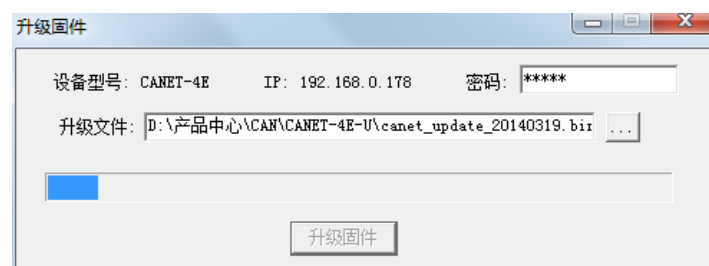 升级固件
设备型号: CANET-4E IP: 192.168.0.178 密码: *****
升级文件: D:\产品中心\CAN\CANET-4E-U\canet_update_20140319.bin ...
升级固件